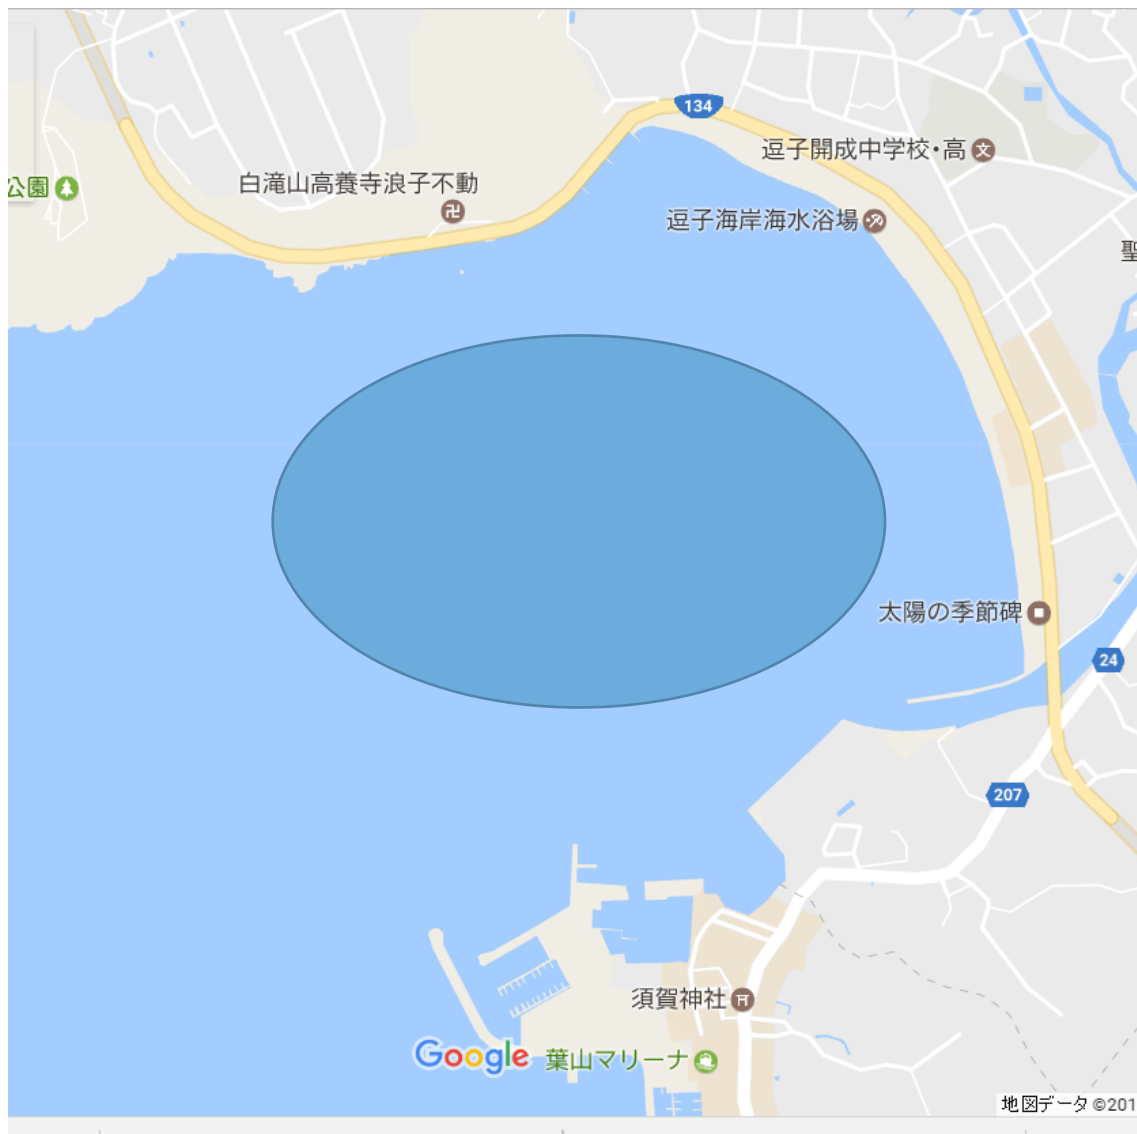 134
逗子開成中学校・高
公園
白滝山高養寺浪子不動
逗子海岸海水浴場
聖
太陽の季節碑
24
207
須賀神社
Google
葉山マリーナ
地図データ ©201